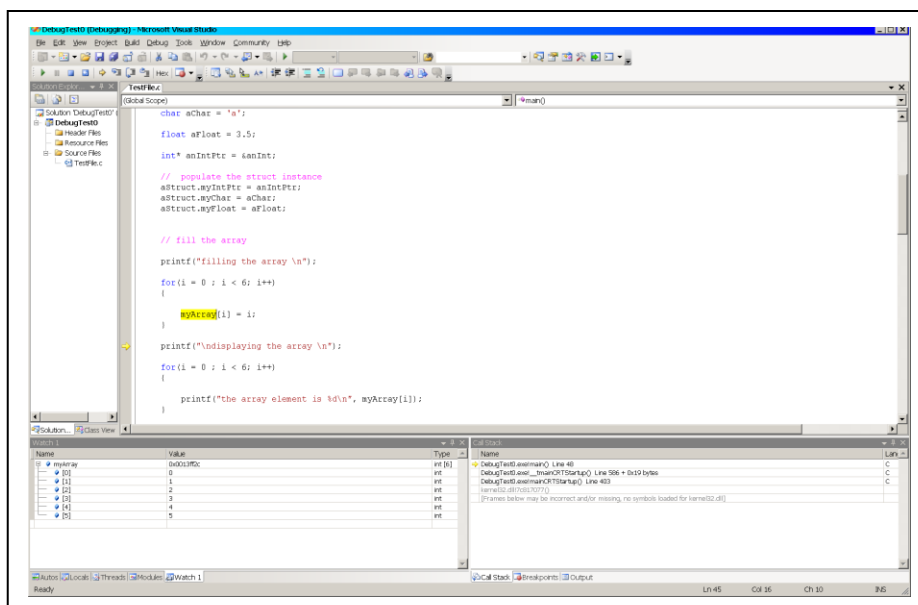 DebugTest0 (Debugging) - Microsoft Visual Studio
File Edit View Project Build Debug Tools Window Community Help
Hex
Solution Explor...
TestFile.c
(Global Scope)
main()
Solution 'DebugTest0' (
DebugTest0
Header Files
Resource Files
Source Files
TestFile.c
char aChar = 'a';
float aFloat = 3.5;
int* anIntPtr = &anInt;
// populate the struct instance
aStruct.myIntPtr = anIntPtr;
aStruct.myChar = aChar;
aStruct.myFloat = aFloat;
// fill the array
printf("filling the array \n");
for(i = 0 ; i < 6; i++)
{
myArray[i] = i;
}
printf("\ndisplaying the array \n");
for(i = 0 ; i < 6; i++)
{
printf("the array element is %d\n", myArray[i]);
}
Solution... Class View
Watch 1
Name Value Type
myArray 0x0013ff2c int [6]
[0] 0 int
[1] 1 int
[2] 2 int
[3] 3 int
[4] 4 int
[5] 5 int
Call Stack
Name Lan
DebugTest0.exe!main() Line 48 C
DebugTest0.exe!__tmainCRTStartup() Line 586 + 0x19 bytes C
DebugTest0.exe!mainCRTStartup() Line 403 C
kernel32.dll!7c817077()
[Frames below may be incorrect and/or missing, no symbols loaded for kernel32.dll]
Autos Locals Threads Modules Watch 1
Call Stack Breakpoints Output
Ready Ln 45 Col 16 Ch 10 INS